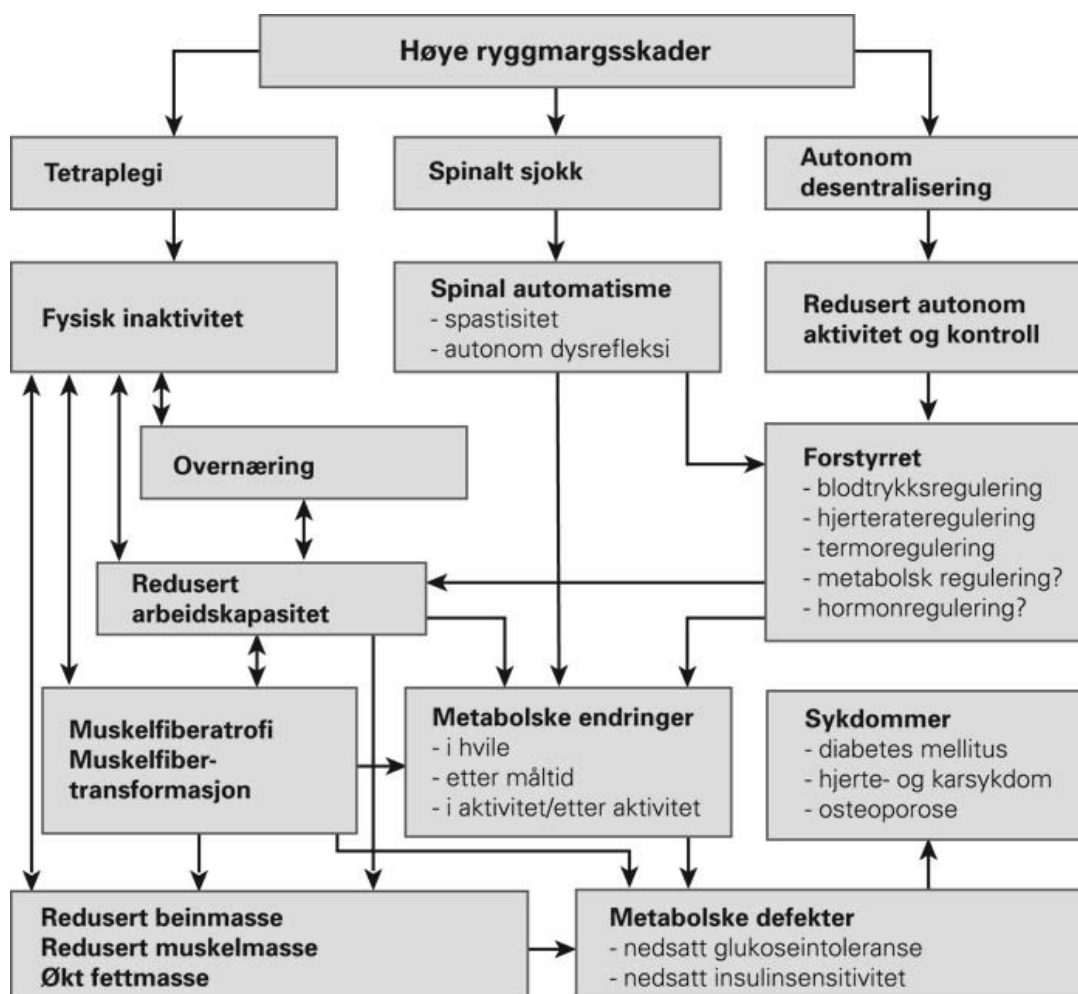 Høye ryggmargsskader
Tetraplegi
Spinalt sjokk
Autonom
desentralisering
Fysisk inaktivitet
Spinal automatisme
- spastisitet
- autonom dysrefleksi
Redusert autonom
aktivitet og kontroll
Overnæring
Forstyrret
- blodtrykksregulering
- hjerterateregulering
- termoregulering
- metabolsk regulering?
- hormonregulering?
Redusert
arbeidskapasitet
Muskelfiberatrofi
Muskelfiber-
transformasjon
Metabolske endringer
- i hvile
- etter måltid
- i aktivitet/etter aktivitet
Sykdommer
- diabetes mellitus
- hjerte- og karsykdom
- osteoporose
Redusert beinmasse
Redusert muskelmasse
Økt fettmasse
Metabolske defekter
- nedsatt glukoseintoleranse
- nedsatt insulinsensitivitet